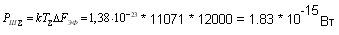 P_ШΣ = kT_Σ ΔF_ЭФ = 1,38·10⁻²³ * 11071 * 12000 = 1.83 * 10⁻¹⁵ Вт